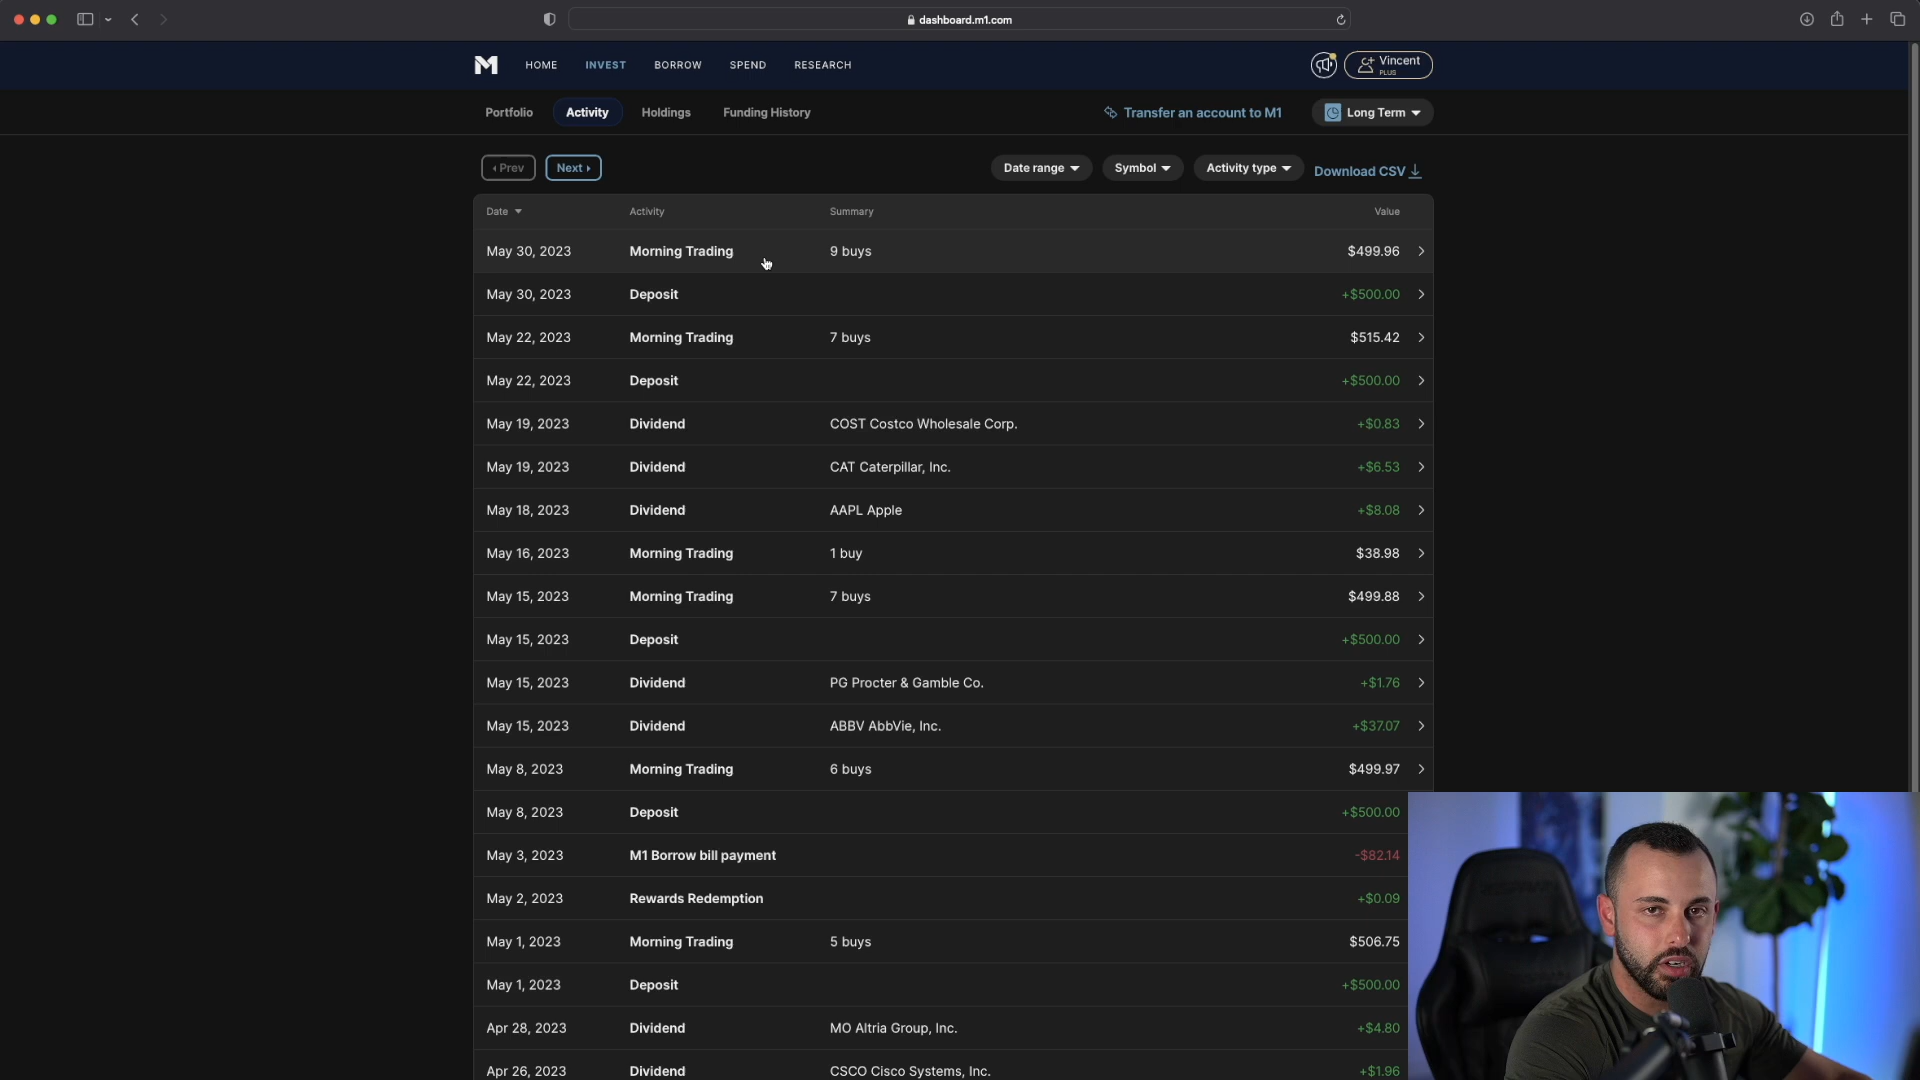 dashboard.m1.com
HOME INVEST BORROW SPEND RESEARCH
Vincent
PLUS
Portfolio Activity Holdings Funding History Transfer an account to M1 Long Term
Prev Next Date range Symbol Activity type Download CSV
Date Activity Summary Value
May 30, 2023 Morning Trading 9 buys $499.96
May 30, 2023 Deposit +$500.00
May 22, 2023 Morning Trading 7 buys $515.42
May 22, 2023 Deposit +$500.00
May 19, 2023 Dividend COST Costco Wholesale Corp. +$0.83
May 19, 2023 Dividend CAT Caterpillar, Inc. +$6.53
May 18, 2023 Dividend AAPL Apple +$8.08
May 16, 2023 Morning Trading 1 buy $38.98
May 15, 2023 Morning Trading 7 buys $499.88
May 15, 2023 Deposit +$500.00
May 15, 2023 Dividend PG Procter & Gamble Co. +$1.76
May 15, 2023 Dividend ABBV AbbVie, Inc. +$37.07
May 8, 2023 Morning Trading 6 buys $499.97
May 8, 2023 Deposit +$500.00
May 3, 2023 M1 Borrow bill payment -$82.14
May 2, 2023 Rewards Redemption +$0.09
May 1, 2023 Morning Trading 5 buys $506.75
May 1, 2023 Deposit +$500.00
Apr 28, 2023 Dividend MO Altria Group, Inc. +$4.80
Apr 26, 2023 Dividend CSCO Cisco Systems, Inc. +$1.96